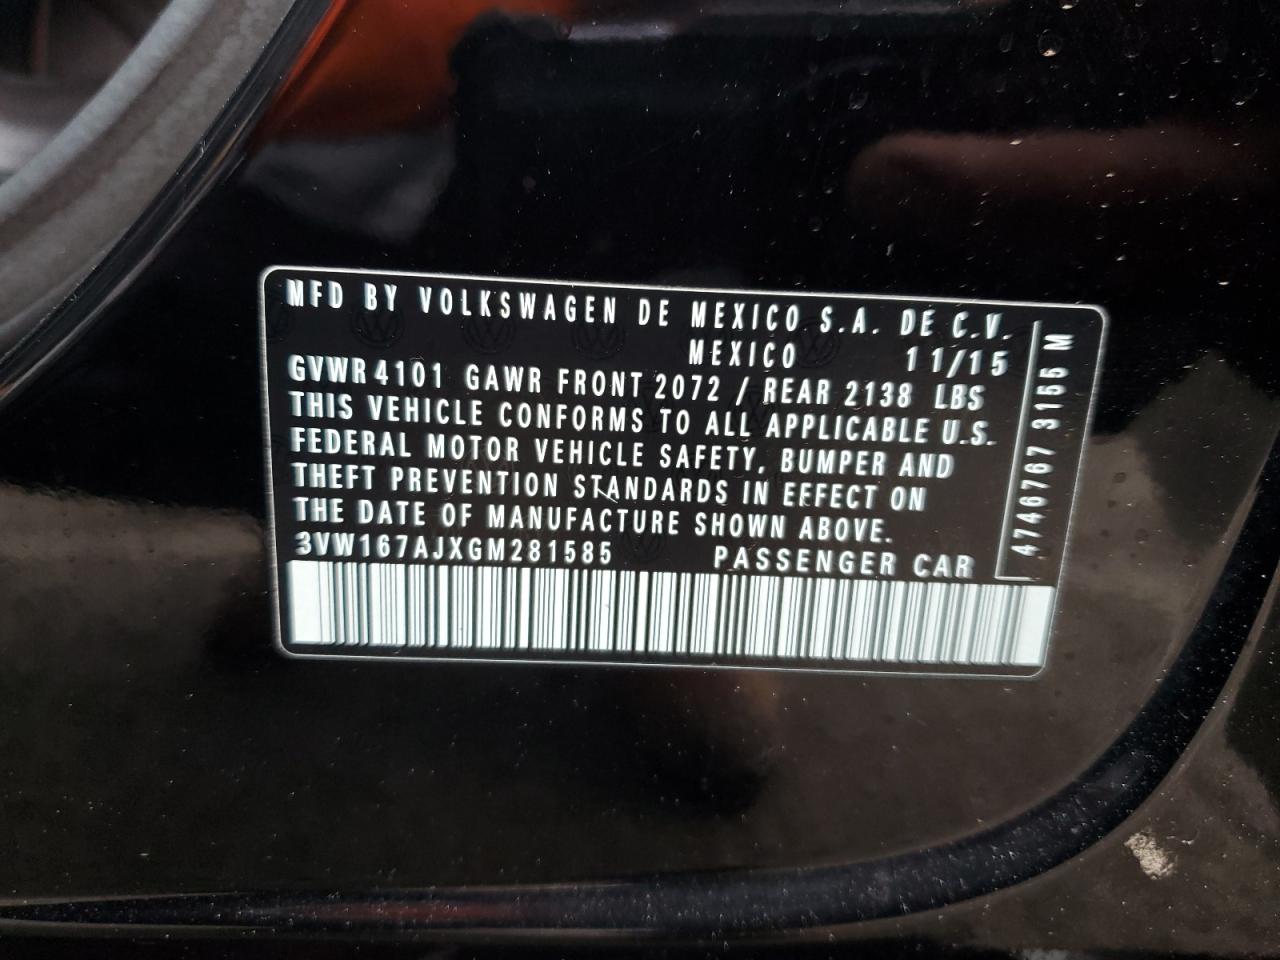 MFD BY VOLKSWAGEN DE MEXICO S.A. DE C.V.
MEXICO 11/15
GVWR 4101 GAWR FRONT 2072 / REAR 2138 LBS
THIS VEHICLE CONFORMS TO ALL APPLICABLE U.S.
FEDERAL MOTOR VEHICLE SAFETY, BUMPER AND
THEFT PREVENTION STANDARDS IN EFFECT ON
THE DATE OF MANUFACTURE SHOWN ABOVE.
3VW167AJXGM281585 PASSENGER CAR
4746767 3155 M